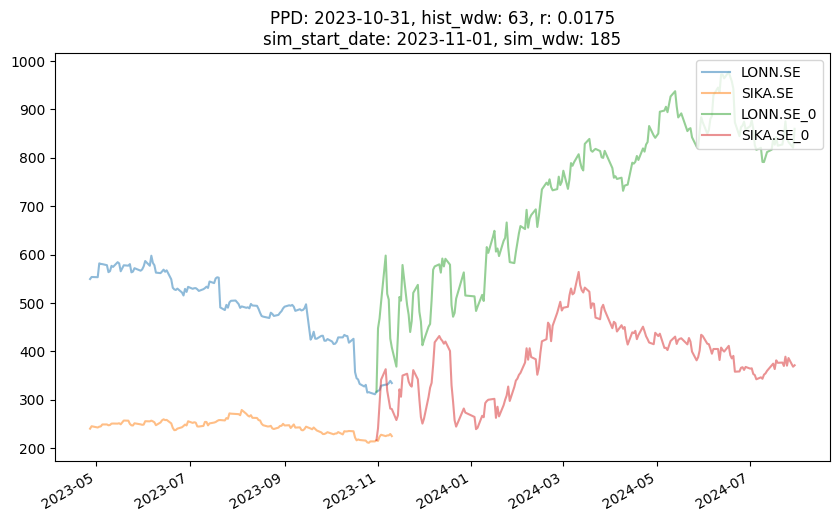 PPD: 2023-10-31, hist_wdw: 63, r: 0.0175
sim_start_date: 2023-11-01, sim_wdw: 185
LONN.SE
SIKA.SE
LONN.SE_0
SIKA.SE_0
1000
900
800
700
600
500
400
300
200
2023-05
2023-07
2023-09
2023-11
2024-01
2024-03
2024-05
2024-07